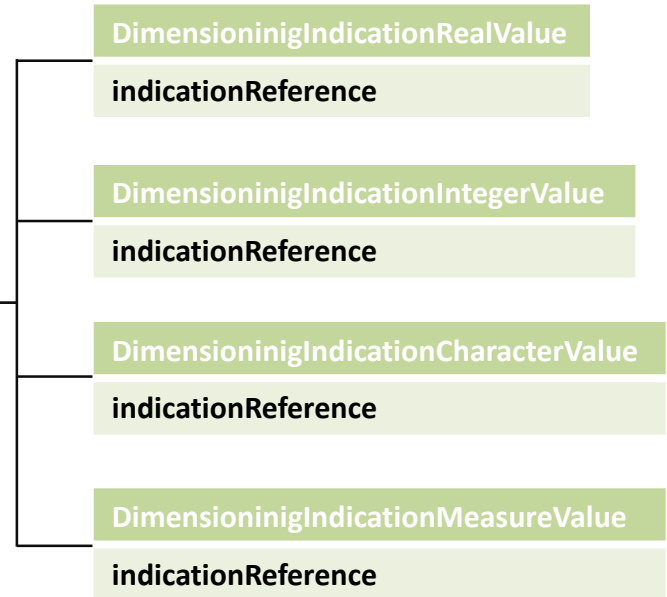 DimensioninigIndicationRealValue
indicationReference
DimensioninigIndicationIntegerValue
indicationReference
DimensioninigIndicationCharacterValue
indicationReference
DimensioninigIndicationMeasureValue
indicationReference